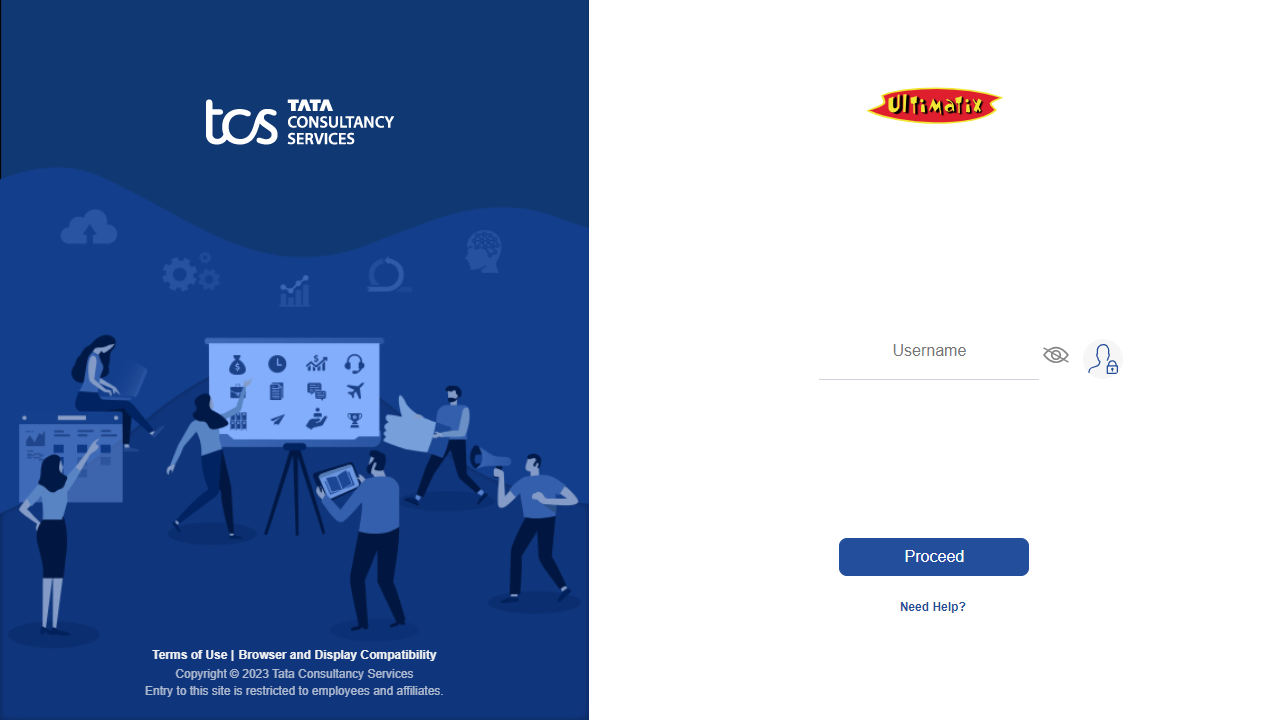 tcs TATA
CONSULTANCY
SERVICES
Ultimatix
Username
Proceed
Need Help?
Terms of Use | Browser and Display Compatibility
Copyright © 2023 Tata Consultancy Services
Entry to this site is restricted to employees and affiliates.